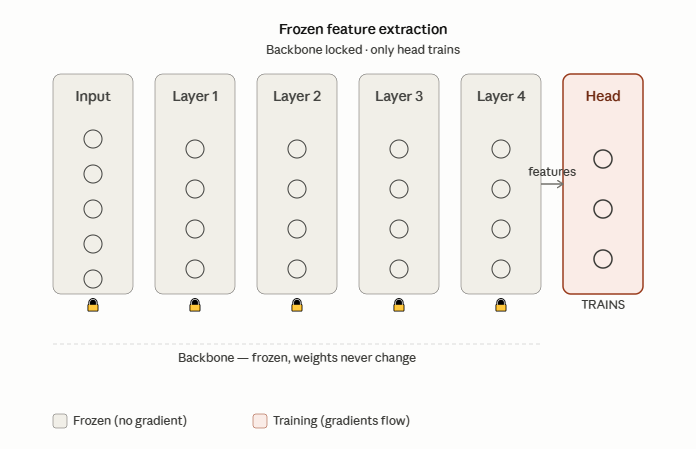 Frozen feature extraction
Backbone locked · only head trains
Input
Layer 1
Layer 2
Layer 3
Layer 4
Head
features
TRAINS
Backbone — frozen, weights never change
Frozen (no gradient)
Training (gradients flow)